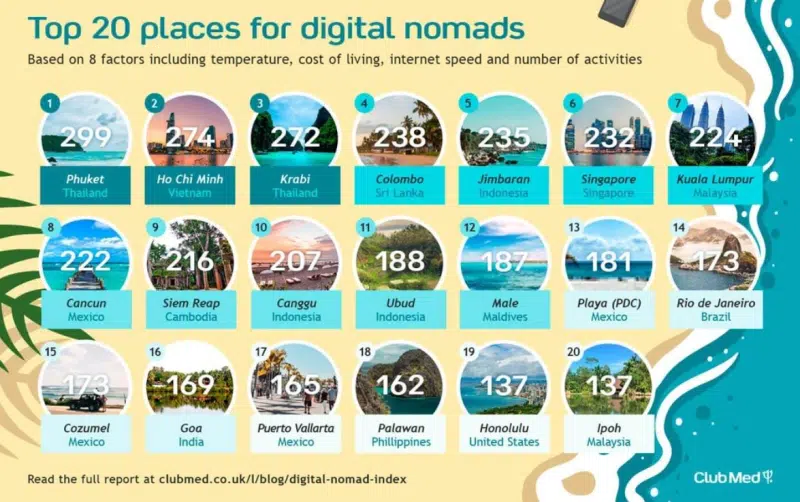 Top 20 places for digital nomads
Based on 8 factors including temperature, cost of living, internet speed and number of activities
1
299
Phuket
Thailand
2
274
Ho Chi Minh
Vietnam
3
272
Krabi
Thailand
4
238
Colombo
Sri Lanka
5
235
Jimbaran
Indonesia
6
232
Singapore
Singapore
7
224
Kuala Lumpur
Malaysia
8
222
Cancun
Mexico
9
216
Siem Reap
Cambodia
10
207
Canggu
Indonesia
11
188
Ubud
Indonesia
12
187
Male
Maldives
13
181
Playa (PDC)
Mexico
14
173
Rio de Janeiro
Brazil
15
173
Cozumel
Mexico
16
169
Goa
India
17
165
Puerto Vallarta
Mexico
18
162
Palawan
Phillippines
19
137
Honolulu
United States
20
137
Ipoh
Malaysia
Read the full report at clubmed.co.uk/l/blog/digital-nomad-index
Club Med